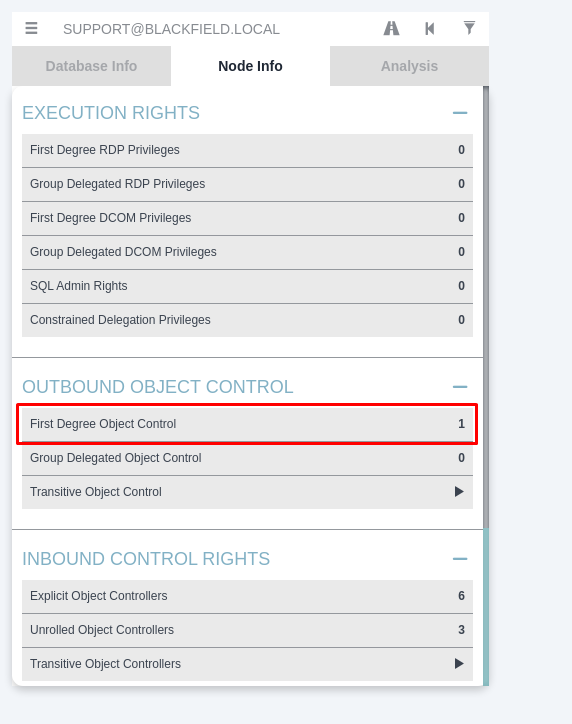 SUPPORT@BLACKFIELD.LOCAL
Database Info Node Info Analysis
EXECUTION RIGHTS
First Degree RDP Privileges 0
Group Delegated RDP Privileges 0
First Degree DCOM Privileges 0
Group Delegated DCOM Privileges 0
SQL Admin Rights 0
Constrained Delegation Privileges 0
OUTBOUND OBJECT CONTROL
First Degree Object Control 1
Group Delegated Object Control 0
Transitive Object Control
INBOUND CONTROL RIGHTS
Explicit Object Controllers 6
Unrolled Object Controllers 3
Transitive Object Controllers